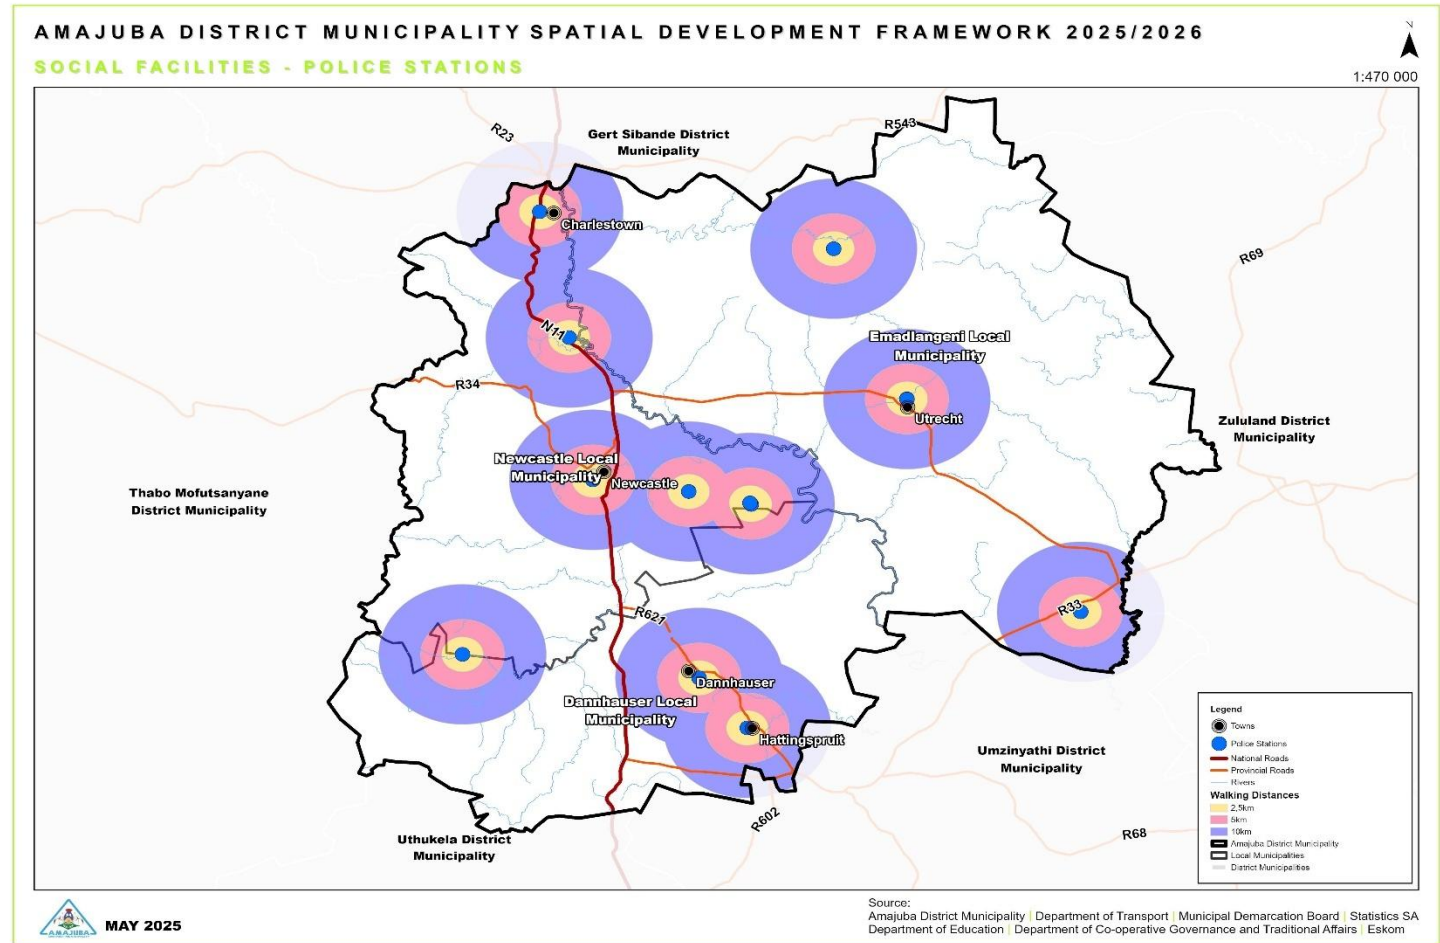 AMAJUBA DISTRICT MUNICIPALITY SPATIAL DEVELOPMENT FRAMEWORK 2025/2026
SOCIAL FACILITIES - POLICE STATIONS
N
1:470 000
R23
Gert Sibande District
Municipality
R543
Charlestown
R69
N11
Emadlangeni Local
Municipality
R34
Utrecht
Zululand District
Municipality
Newcastle Local
Municipality
Newcastle
Thabo Mofutsanyane
District Municipality
R621
R33
Dannhauser
Dannhauser Local
Municipality
Hattingspruit
Umzinyathi District
Municipality
R602
R68
Uthukela District
Municipality
Legend
Towns
Police Stations
National Roads
Provincial Roads
Rivers
Walking Distances
2,5km
5km
10km
Amajuba District Municipality
Local Municipalities
District Municipalities
AMAJUBA
MAY 2025
Source:
Amajuba District Municipality | Department of Transport | Municipal Demarcation Board | Statistics SA
Department of Education | Department of Co-operative Governance and Traditional Affairs | Eskom